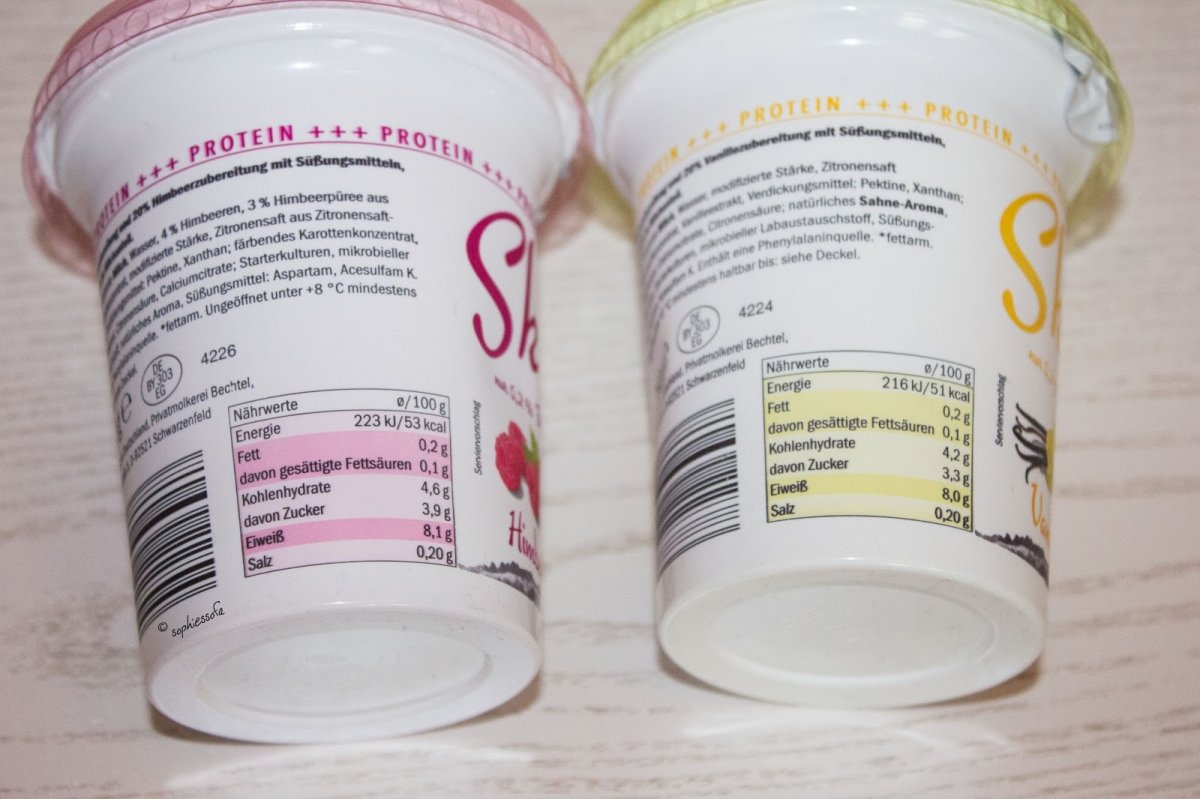 PROTEIN +++ PROTEIN +++
20% Himbeerzubereitung mit Süßungsmitteln,
Wasser, 4 % Himbeeren, 3 % Himbeerpüree aus
modifizierte Stärke, Zitronensaft aus Zitronensaft-
Pektine, Xanthan; färbendes Karottenkonzentrat,
Calciumcitrate; Starterkulturen, mikrobieller
Aroma, Süßungsmittel: Aspartam, Acesulfam K.
*fettarm. Ungeöffnet unter +8 °C mindestens
DE
BY 303
EG
4226
Privatmolkerei Bechtel,
D-92521 Schwarzenfeld
Nährwerte ø/100 g
Energie 223 kJ/53 kcal
Fett 0,2 g
davon gesättigte Fettsäuren 0,1 g
Kohlenhydrate 4,6 g
davon Zucker 3,9 g
Eiweiß 8,1 g
Salz 0,20 g
Serviervorschlag
Sk
© sophiessofa
+++ PROTEIN +++ PROTEIN
20% Vanillezubereitung mit Süßungsmitteln,
Wasser, modifizierte Stärke, Zitronensaft
Vanilleextrakt, Verdickungsmittel: Pektine, Xanthan;
Citronensäure; natürliches Sahne-Aroma,
mikrobieller Labaustauschstoff, Süßungs-
K. Enthält eine Phenylalaninquelle. *fettarm.
mindestens haltbar bis: siehe Deckel.
DE
BY 303
EG
4224
Privatmolkerei Bechtel,
Schwarzenfeld
Nährwerte ø/100 g
Energie 216 kJ/51 kcal
Fett 0,2 g
davon gesättigte Fettsäuren 0,1 g
Kohlenhydrate 4,2 g
davon Zucker 3,3 g
Eiweiß 8,0 g
Salz 0,20 g
Serviervorschlag